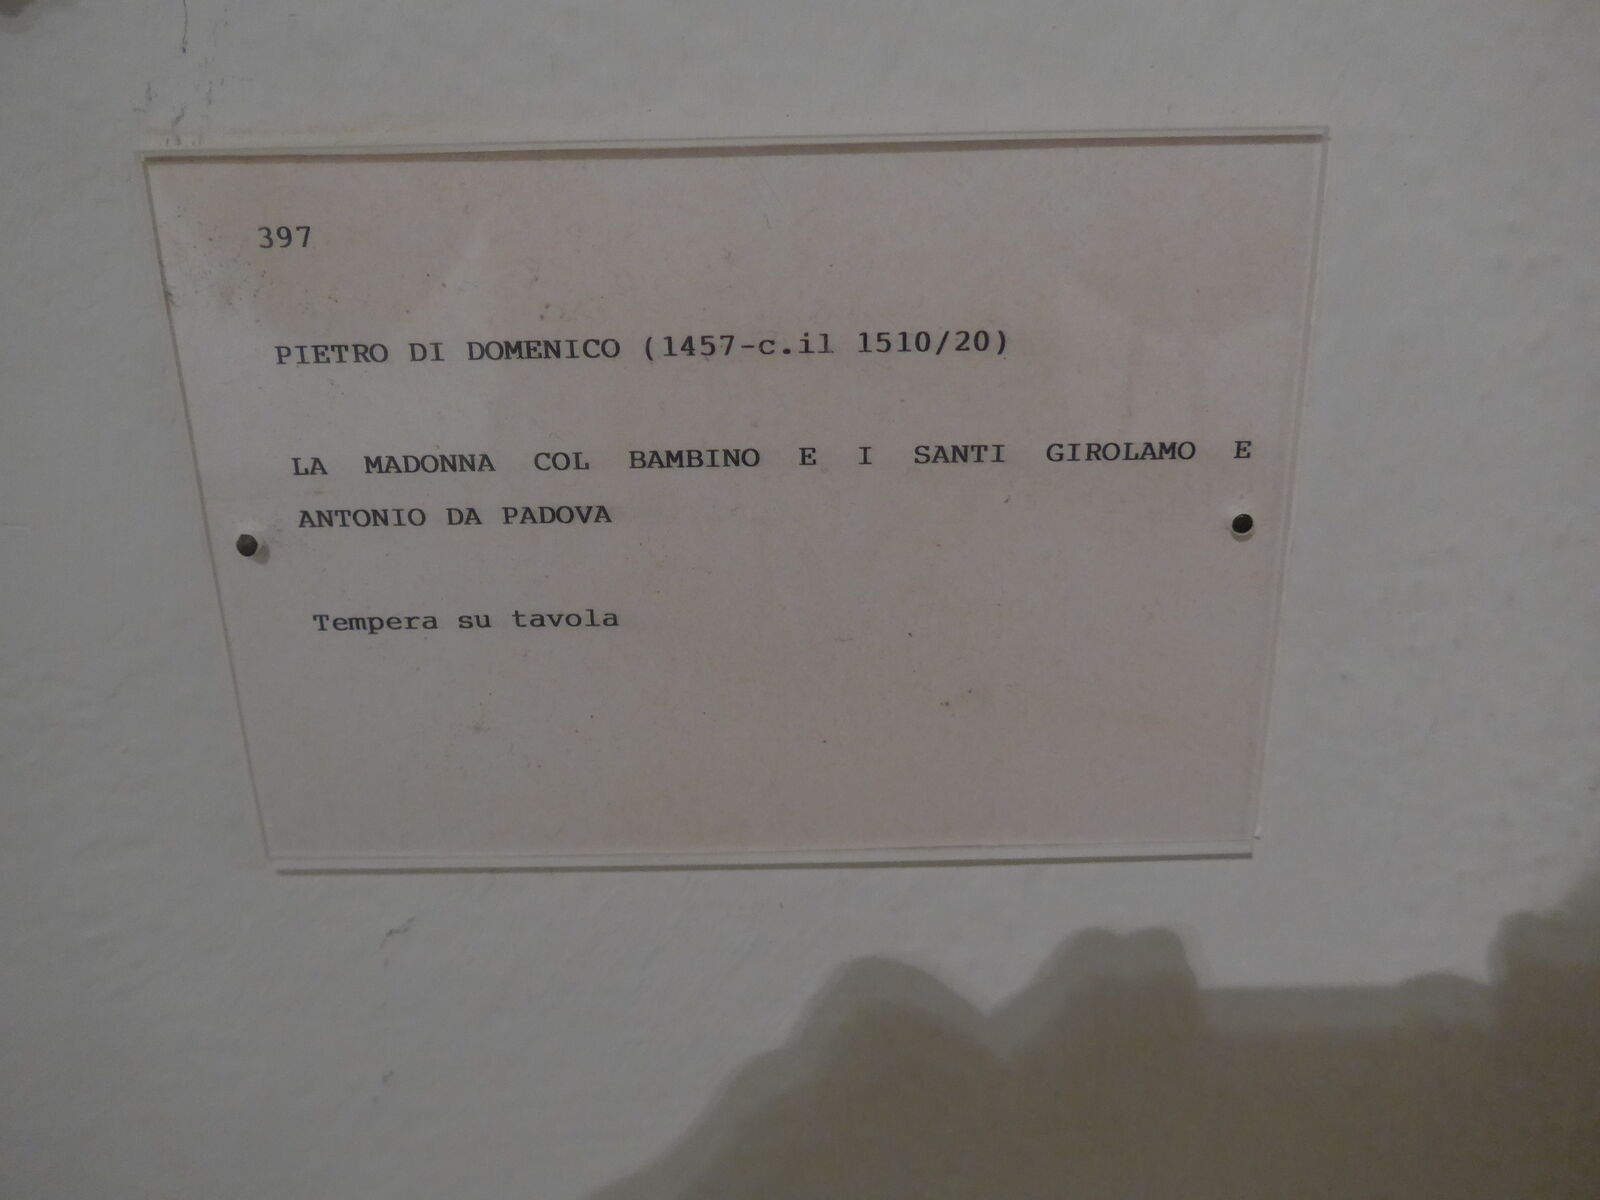 397
PIETRO DI DOMENICO (1457-c.il 1510/20)
LA MADONNA COL BAMBINO E I SANTI GIROLAMO E
ANTONIO DA PADOVA
Tempera su tavola